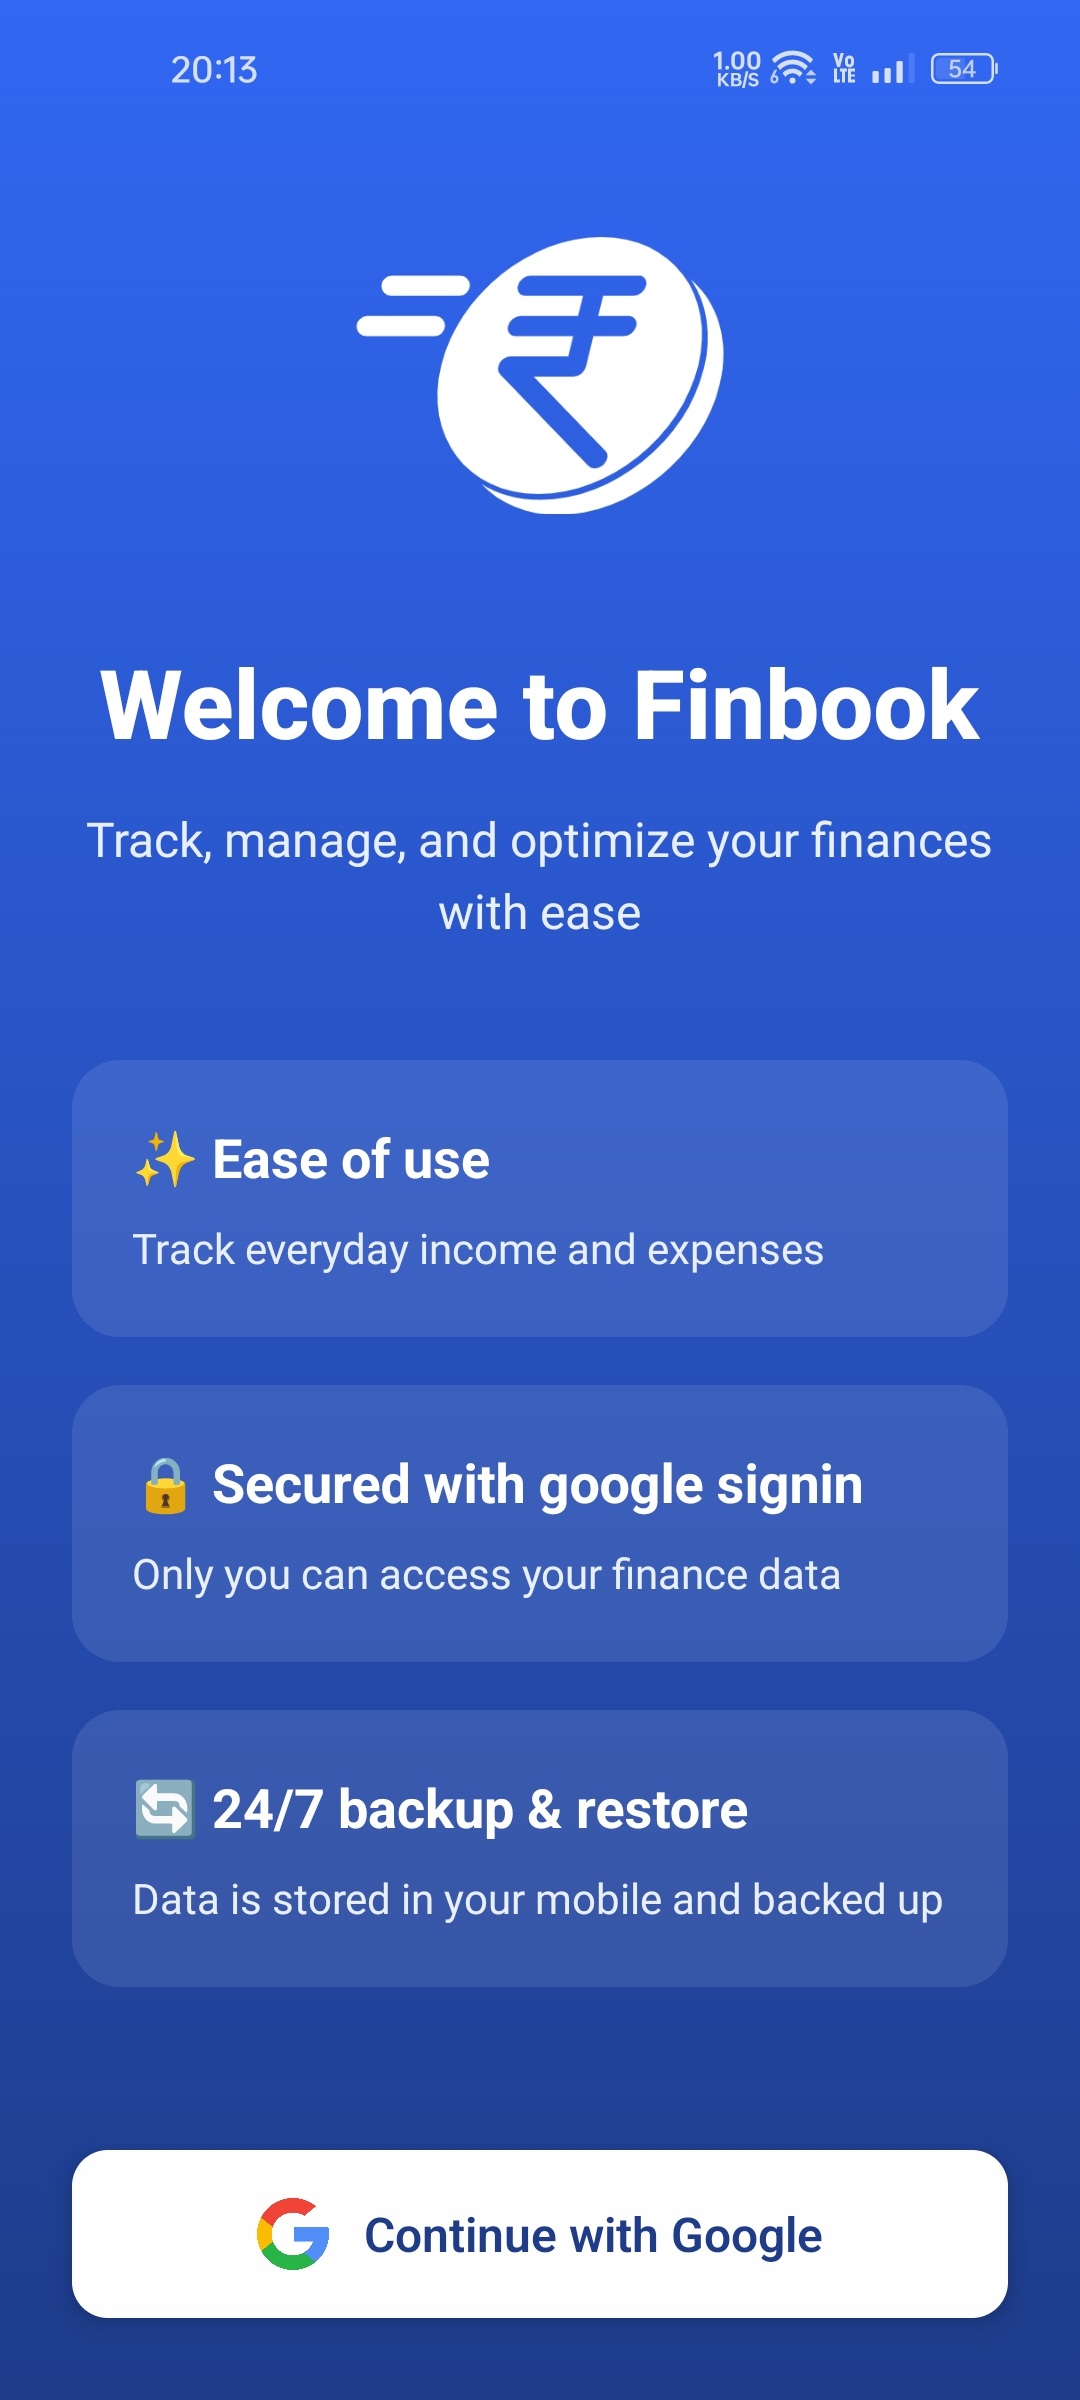 20:13
1.00
KB/S
6
Vo
LTE
54
₹
Welcome to Finbook
Track, manage, and optimize your finances
with ease
✨ Ease of use
Track everyday income and expenses
🔒 Secured with google signin
Only you can access your finance data
🔄 24/7 backup & restore
Data is stored in your mobile and backed up
Continue with Google